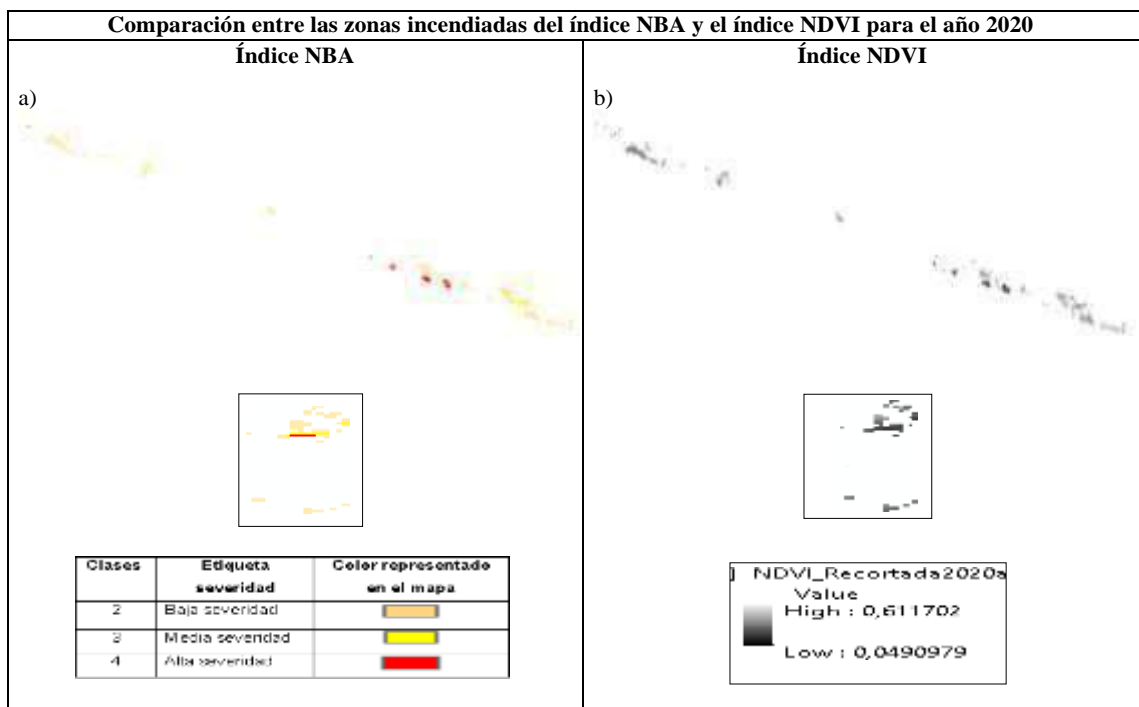 Comparación entre las zonas incendiadas del índice NBA y el índice NDVI para el año 2020
Índice NBA
Índice NDVI
a)
b)
Clases
Etiqueta severidad
Color representado en el mapa
2
Baja severidad
3
Media severidad
4
Alta severidad
NDVI_Recortada2020a
Value
High : 0,611702
Low : 0,0490979